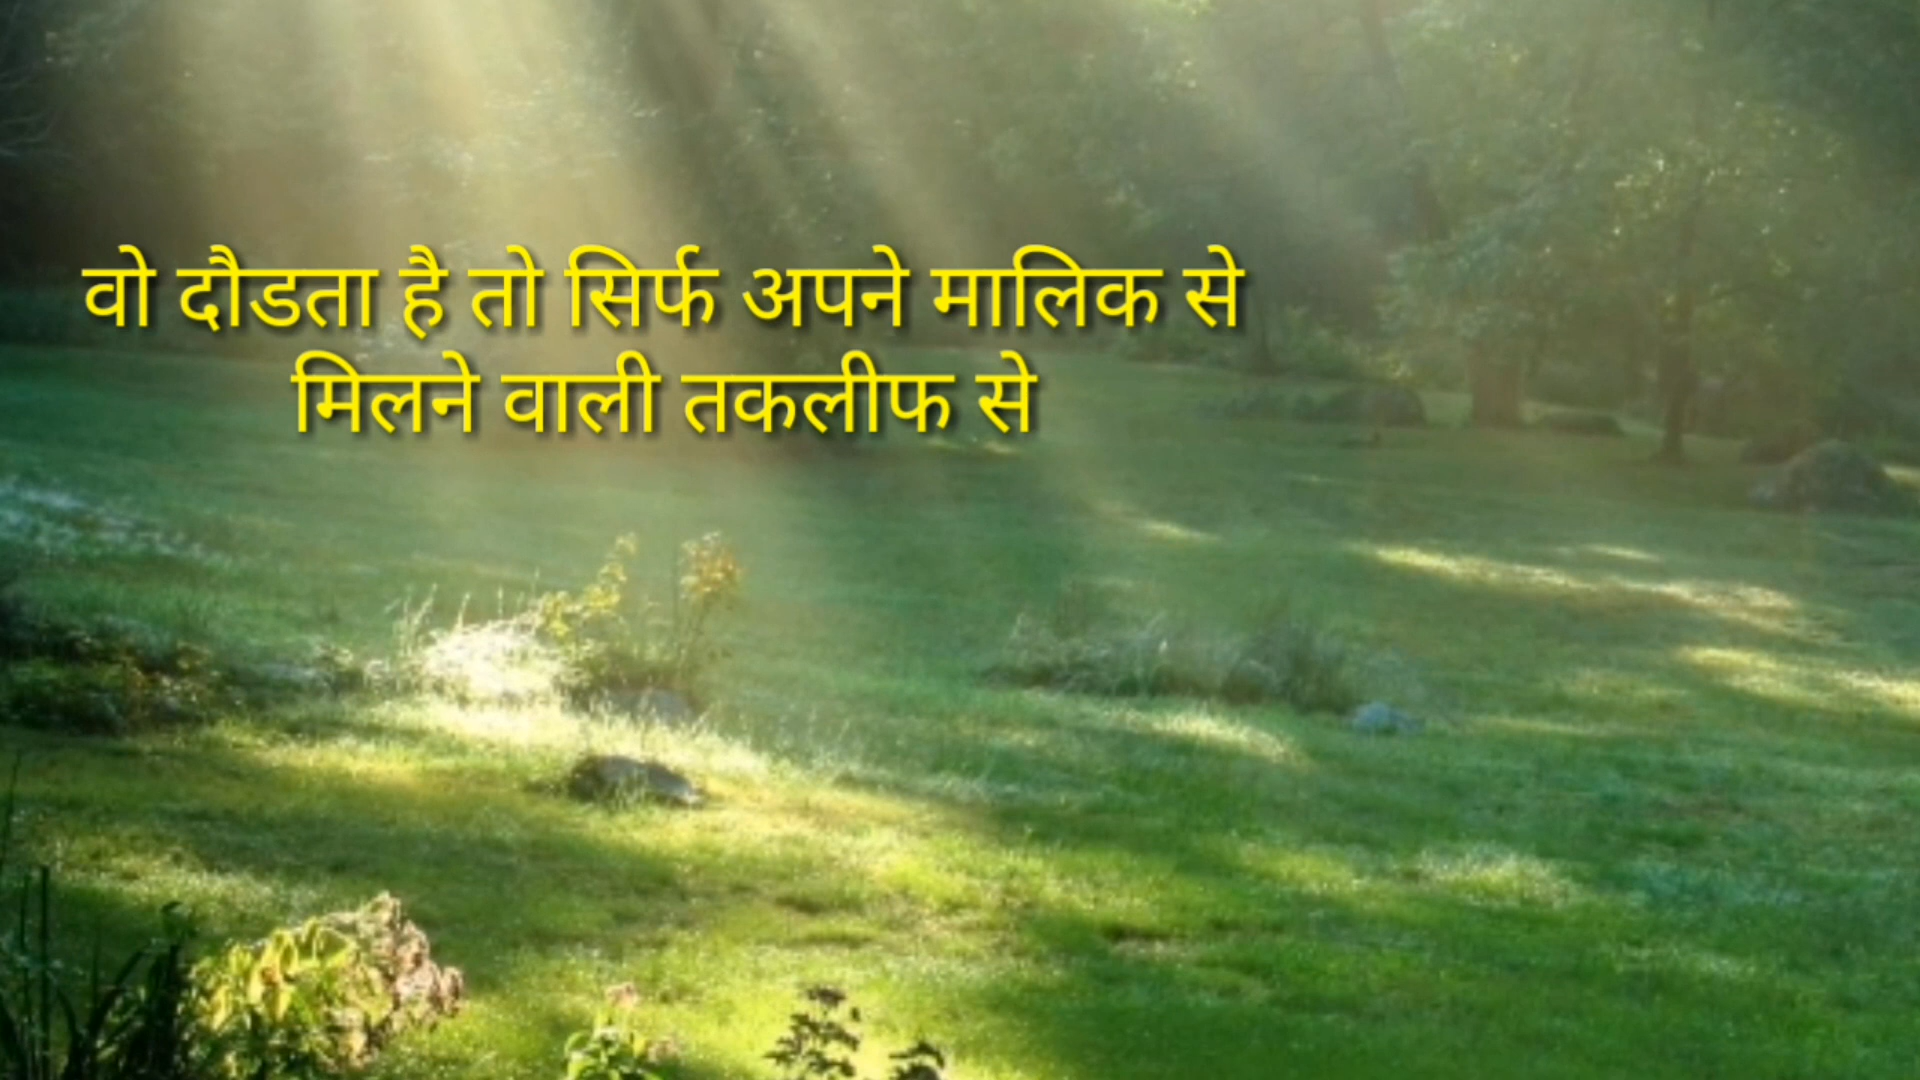 वो दौडता है तो सिर्फ अपने मालिक से
मिलने वाली तकलीफ से